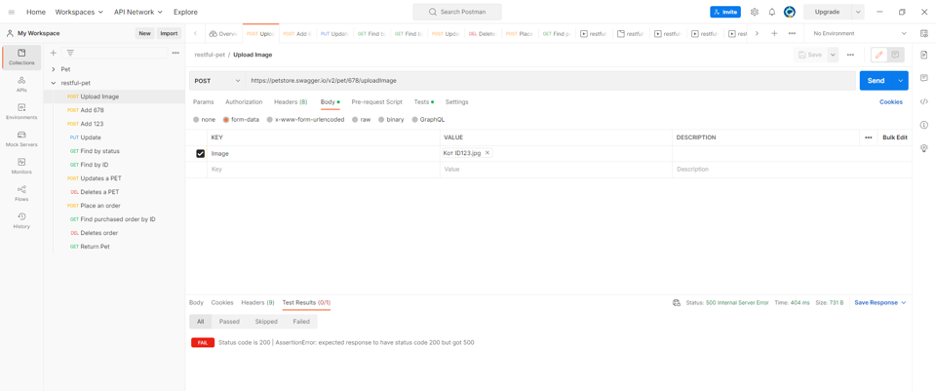 Home Workspaces API Network Explore Search Postman Invite Upgrade
My Workspace New Import Overvi POST Uploa POST Add 6 PUT Updat GET Find t GET Find t POST Updat DEL Delet POST Place GET Find p restful restful restful restful rest No Environment
Collections
APIs
Environments
Mock Servers
Monitors
Flows
History
Pet
restful-pet
POST Upload Image
POST Add 678
POST Add 123
PUT Update
GET Find by status
GET Find by ID
POST Updates a PET
DEL Deletes a PET
POST Place an order
GET Find purchased order by ID
DEL Deletes order
GET Return Pet
restful-pet / Upload Image Save
POST https://petstore.swagger.io/v2/pet/678/uploadImage Send
Params Authorization Headers (8) Body Pre-request Script Tests Settings Cookies
none form-data x-www-form-urlencoded raw binary GraphQL
KEY VALUE DESCRIPTION Bulk Edit
Image Кот ID123.jpg
Key Value Description
Body Cookies Headers (9) Test Results (0/1) Status: 500 Internal Server Error Time: 404 ms Size: 731 B Save Response
All Passed Skipped Failed
FAIL Status code is 200 | AssertionError: expected response to have status code 200 but got 500